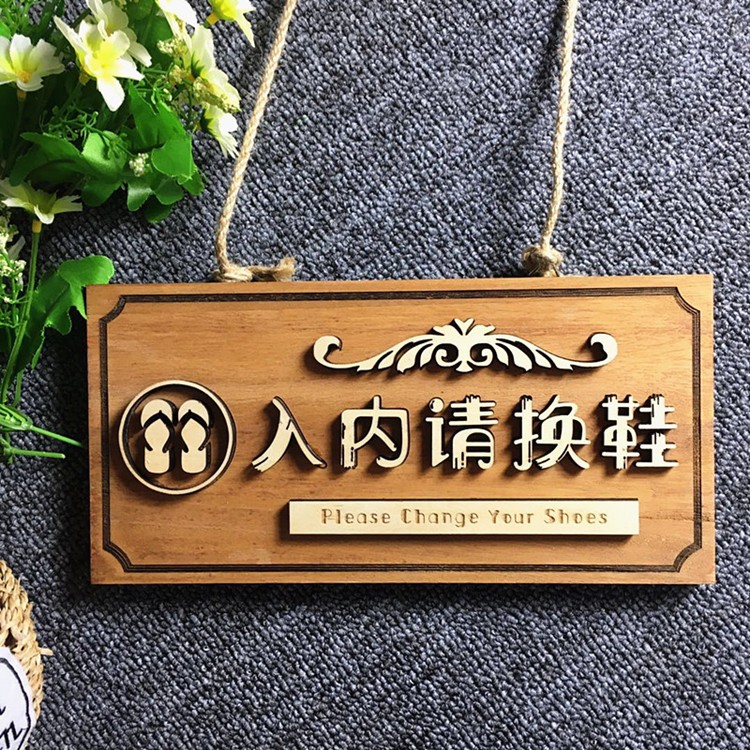 入内请换鞋
Please Change Your Shoes